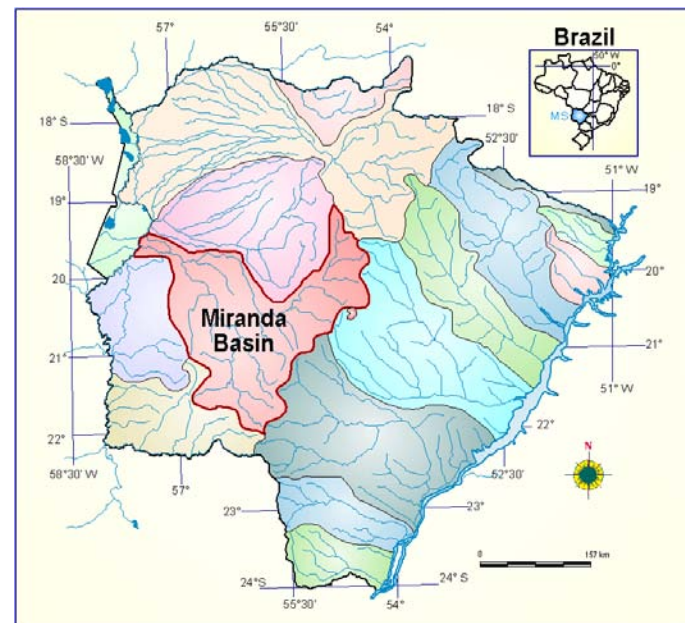 57°
55°30'
54°
Brazil
50° W
0°
MS
18° S
58°30' W
18° S
52°30'
51° W
19°
19°
20
20°
Miranda
Basin
21°
21°
51° W
22°
22°
58°30' W
57°
N
52°30'
23°
23°
0
157 km
24°S
24° S
55°30'
54°